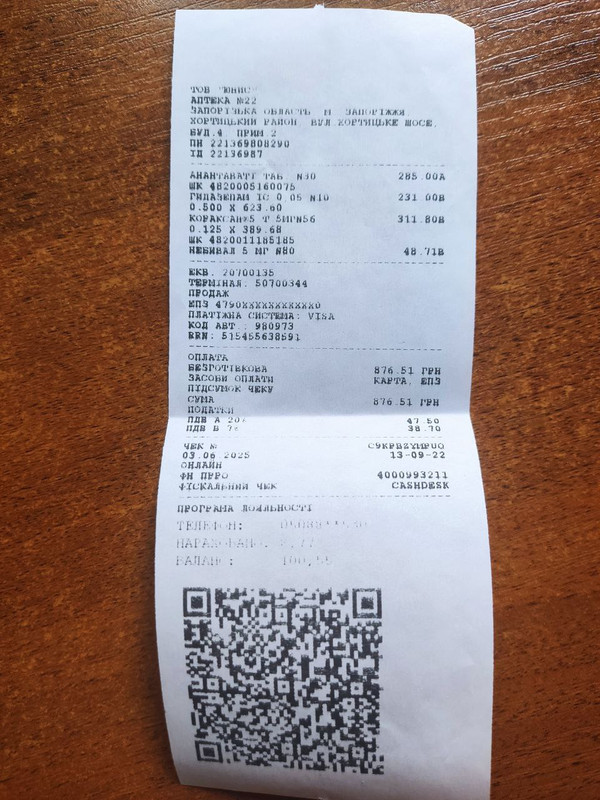 ТОВ "ЮНИС"
АПТЕКА №22
ЗАПОРІЗЬКА ОБЛАСТЬ М ЗАПОРІЖЖЯ
ХОРТИЦЬКИЙ РАЙОН ВУЛ ХОРТИЦЬКЕ ШОСЕ,
БУД.4 ПРИМ 2
ПН 221369808290
ІД 22136987
АНАНТАВАТІ ТАБ N30 285.00А
ШК 4820005160075
ГІДАЗЕПАМ ІС 0 05 N10 231.00В
0.500 X 623.60
КОРАКСАН®5 Т 5МГN56 311.80В
0.125 X 389.68
ШК 4820011185185
НЕБИВАЛ 5 МГ N80 48.71В
ЕКВ. 20700135
ТЕРМІНАЛ: 50700344
ПРОДАЖ
ЕПЗ 4790XXXXXXXXXXX0
ПЛАТІЖНА СИСТЕМА: VISA
КОД АВТ.: 980973
RRN: 515455638591
ОПЛАТА
БЕЗГОТІВКОВА 876.51 ГРН
ЗАСОБИ ОПЛАТИ КАРТА, ЕПЗ
ПІДСУМОК ЧЕКУ
СУМА 876.51 ГРН
ПОДАТКИ
ПДВ А 20% 47.50
ПДВ В 7% 38.70
ЧЕК № C9KPBZYMPUO
03.06 2025 13-09-22
ОНЛАЙН
ФН ПРРО 4000993211
ФІСКАЛЬНИЙ ЧЕК CASHDESK
ПРОГРАМА ЛОЯЛЬНОСТІ
ТЕЛЕФОН:
НАРАХОВАНО:
БАЛАНС: